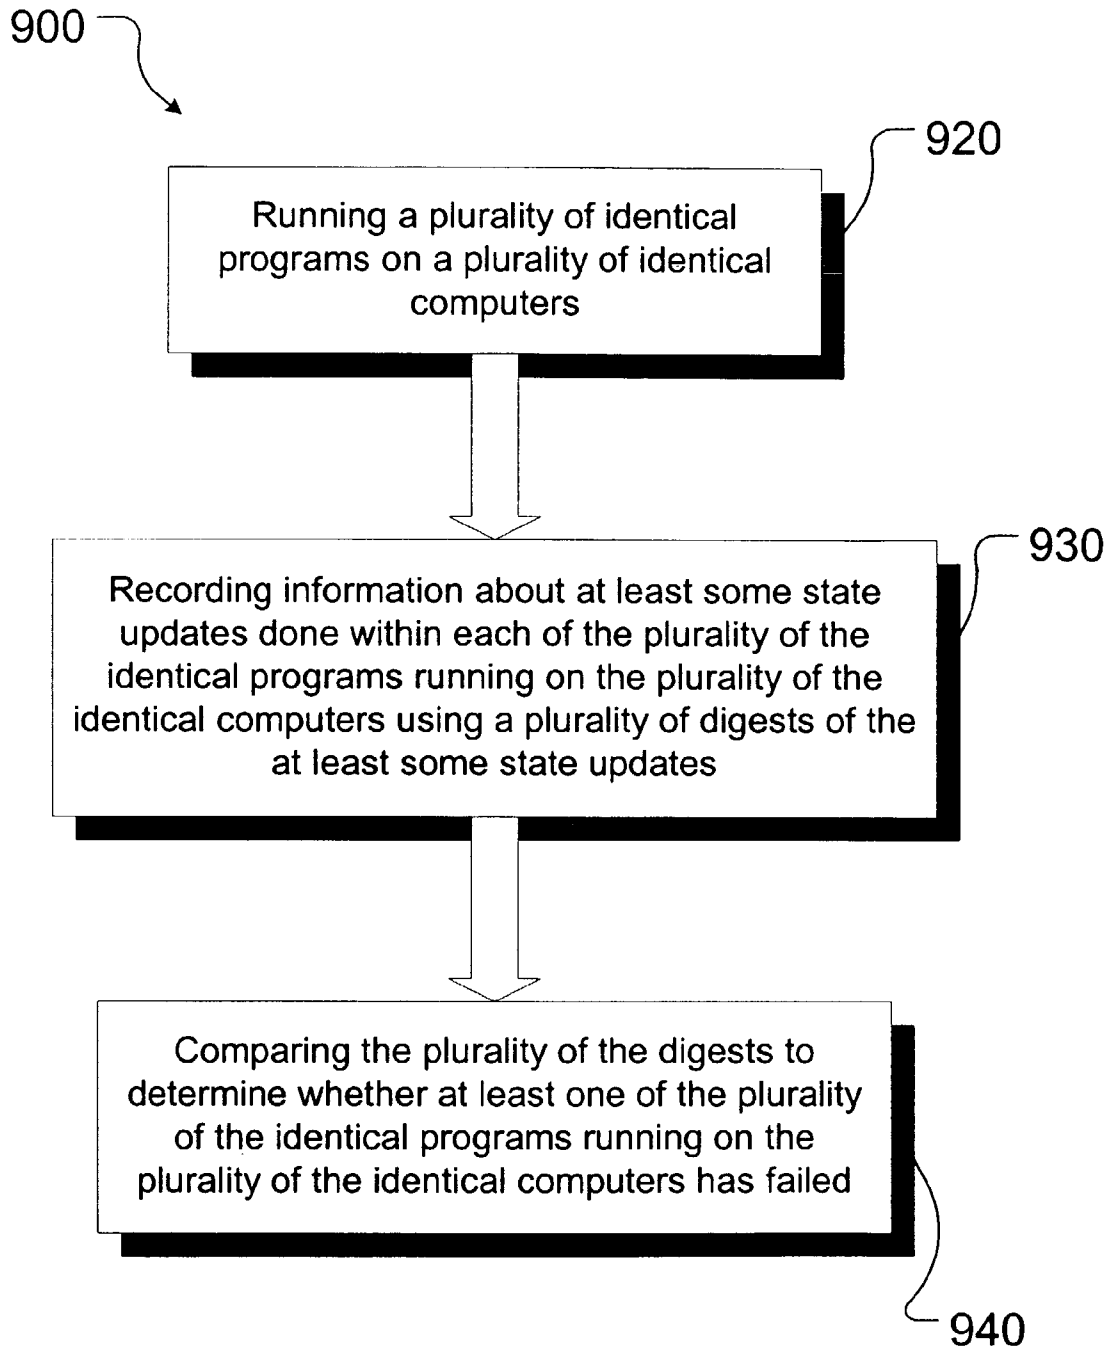 900
920
Running a plurality of identical
programs on a plurality of identical
computers
930
Recording information about at least some state
updates done within each of the plurality of the
identical programs running on the plurality of the
identical computers using a plurality of digests of the
at least some state updates
Comparing the plurality of the digests to
determine whether at least one of the plurality
of the identical programs running on the
plurality of the identical computers has failed
940